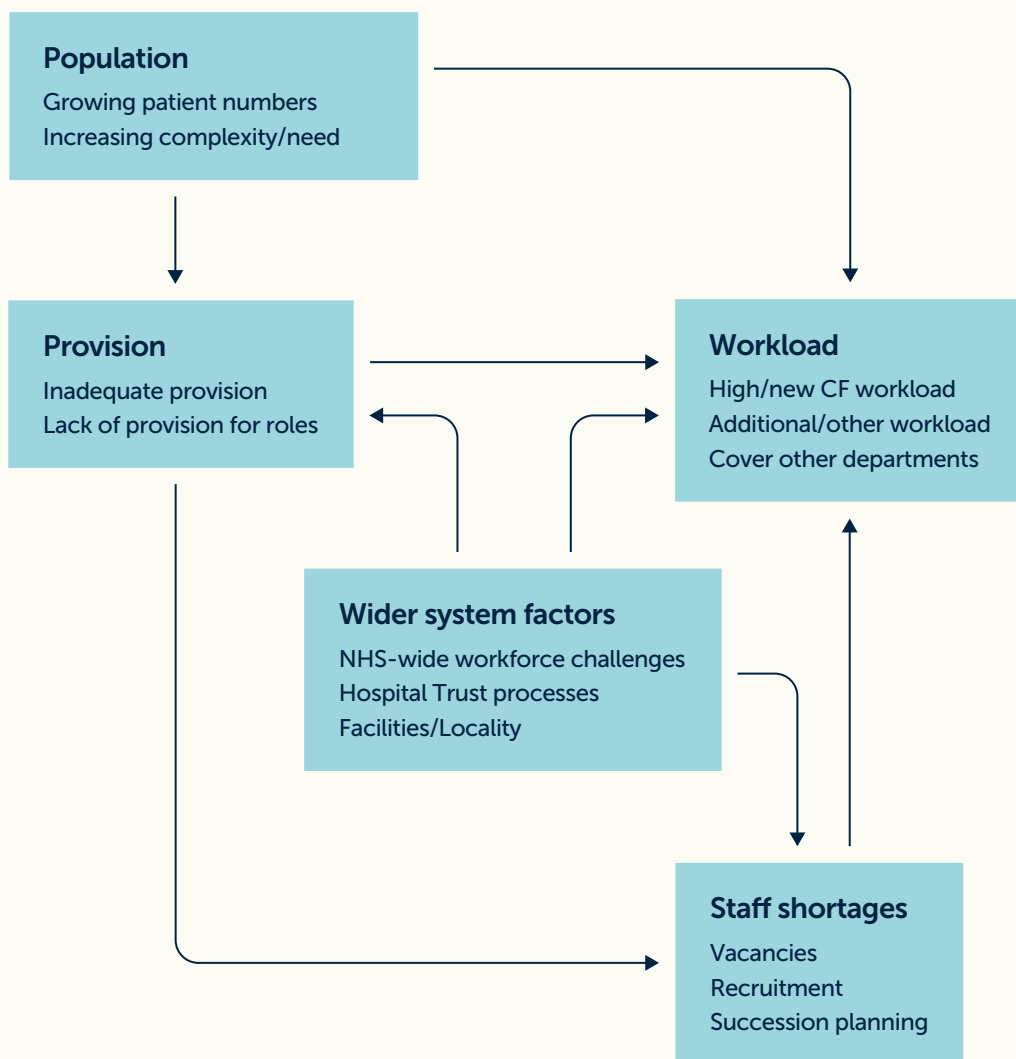 Population
Growing patient numbers
Increasing complexity/need
Provision
Inadequate provision
Lack of provision for roles
Workload
High/new CF workload
Additional/other workload
Cover other departments
Wider system factors
NHS-wide workforce challenges
Hospital Trust processes
Facilities/Locality
Staff shortages
Vacancies
Recruitment
Succession planning